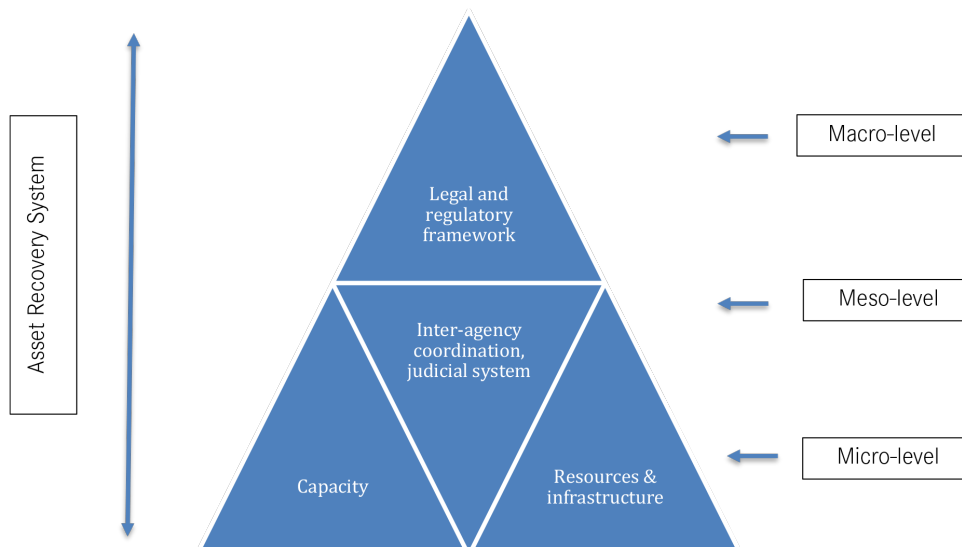 Asset Recovery System
Legal and
regulatory
framework
Macro-level
Inter-agency
coordination,
judicial system
Meso-level
Capacity
Resources &
infrastructure
Micro-level